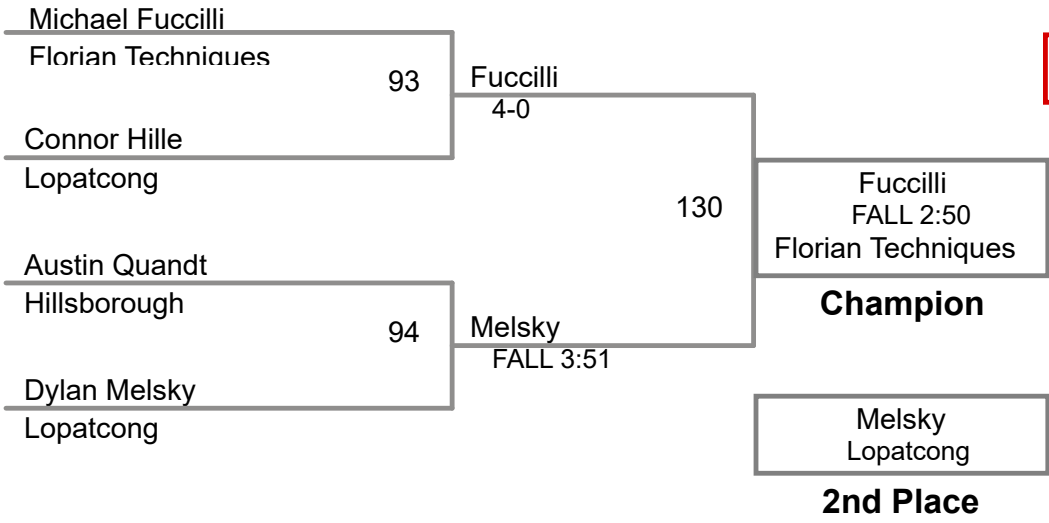 Michael Fuccilli
Florian Techniques
93
Fuccilli
4-0
Connor Hille
Lopatcong
130
Fuccilli
FALL 2:50
Florian Techniques
Champion
Austin Quandt
Hillsborough
94
Melsky
FALL 3:51
Dylan Melsky
Lopatcong
Melsky
Lopatcong
2nd Place